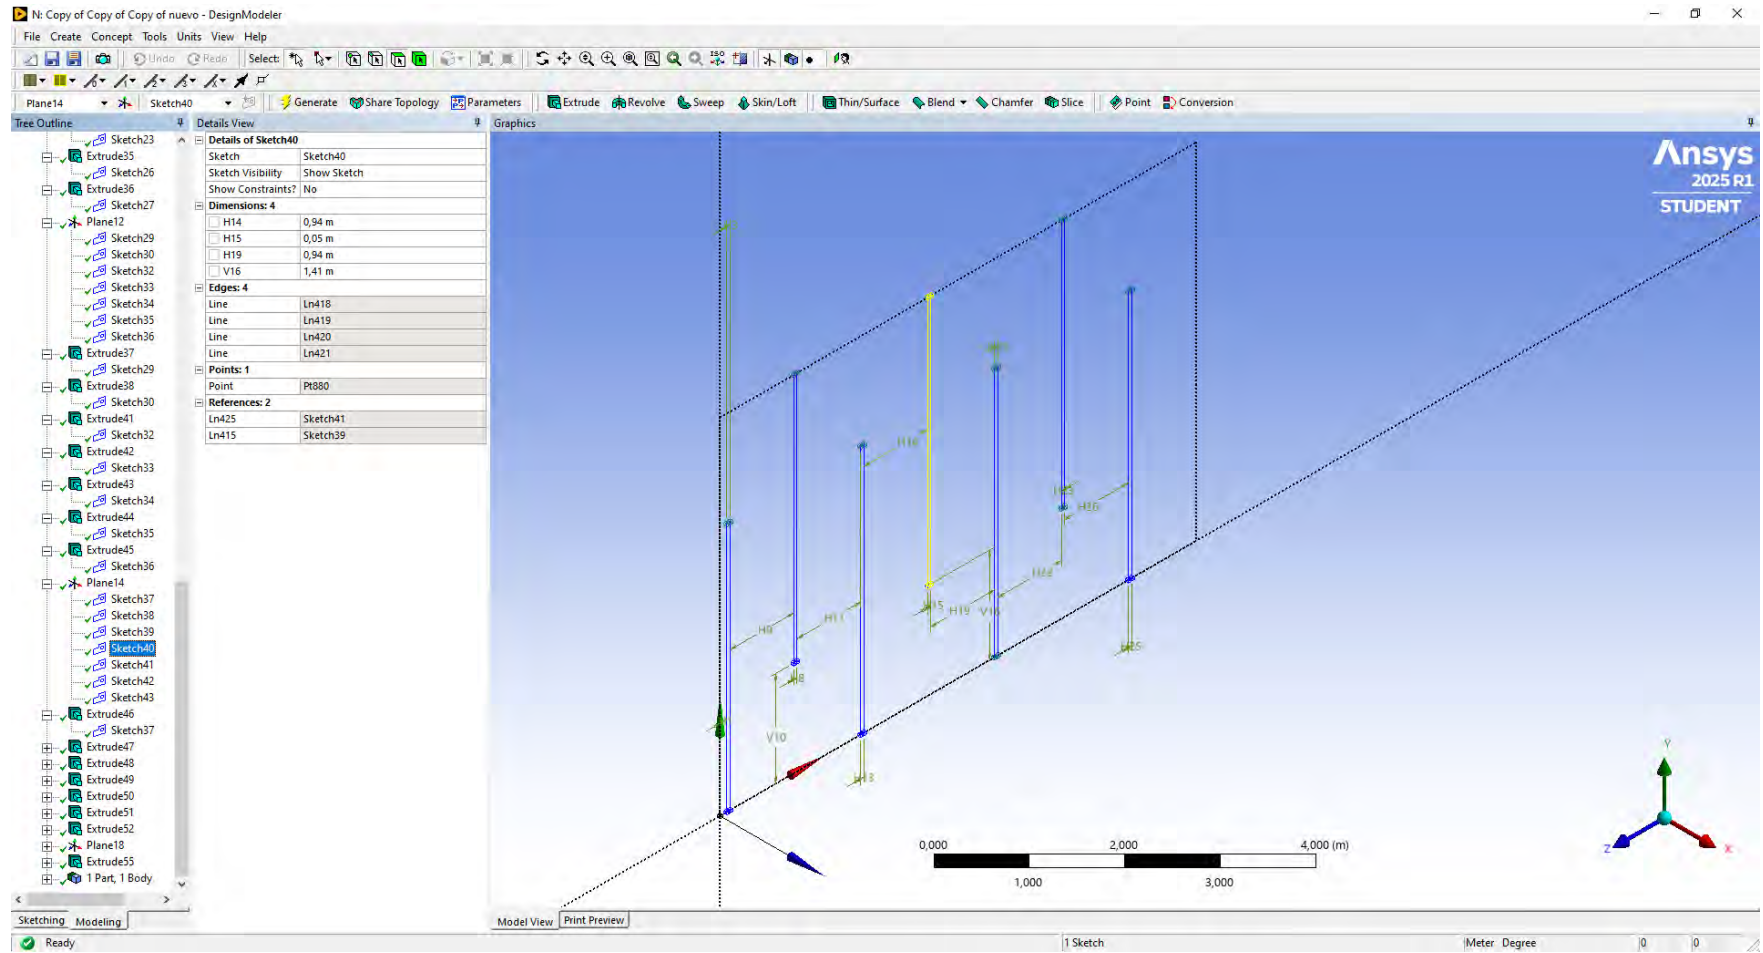 N: Copy of Copy of Copy of nuevo - DesignModeler
File Create Concept Tools Units View Help
Undo Redo Select:
Plane14 Sketch40 Generate Share Topology Parameters Extrude Revolve Sweep Skin/Loft Thin/Surface Blend Chamfer Slice Point Conversion
Tree Outline
Sketch23
Extrude35
Sketch26
Extrude36
Sketch27
Plane12
Sketch29
Sketch30
Sketch32
Sketch33
Sketch34
Sketch35
Sketch36
Extrude37
Sketch29
Extrude38
Sketch30
Extrude41
Sketch32
Extrude42
Sketch33
Extrude43
Sketch34
Extrude44
Sketch35
Extrude45
Sketch36
Plane14
Sketch37
Sketch38
Sketch39
Sketch40
Sketch41
Sketch42
Sketch43
Extrude46
Sketch37
Extrude47
Extrude48
Extrude49
Extrude50
Extrude51
Extrude52
Plane18
Extrude55
1 Part, 1 Body
Sketching Modeling
Details View
Details of Sketch40
Sketch Sketch40
Sketch Visibility Show Sketch
Show Constraints? No
Dimensions: 4
H14 0,94 m
H15 0,05 m
H19 0,94 m
V16 1,41 m
Edges: 4
Line Ln418
Line Ln419
Line Ln420
Line Ln421
Points: 1
Point Pt880
References: 2
Ln425 Sketch41
Ln415 Sketch39
Graphics
Ansys
2025 R1
STUDENT
H16
H22
H15 H19
H9
H11
V10
H25
H13
0,000 2,000 4,000 (m)
1,000 3,000
Y
Z X
Model View Print Preview
Ready 1 Sketch Meter Degree 0 0